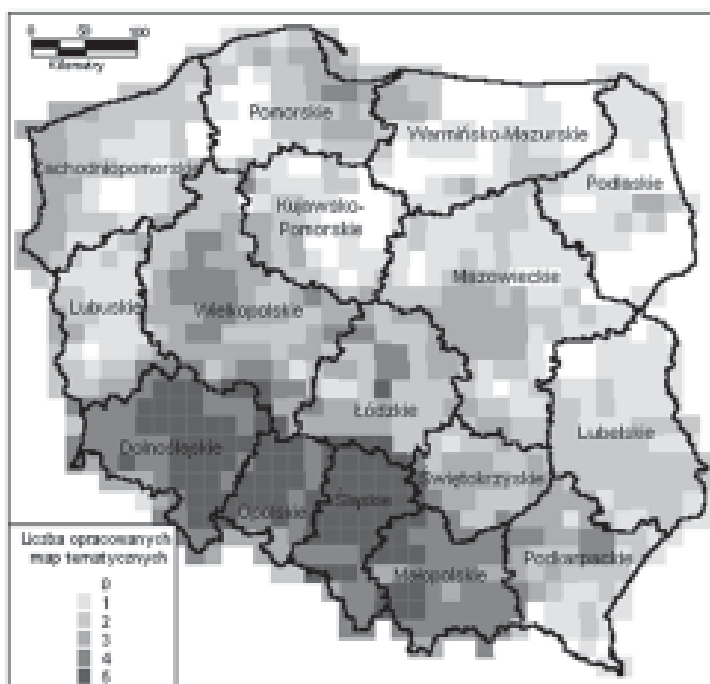 0 50 100
Kilometry
Pomorskie
Warmińsko-Mazurskie
Zachodniopomorskie
Podlaskie
Kujawsko-
Pomorskie
Mazowieckie
Lubuskie
Wielkopolskie
Łódzkie
Lubelskie
Dolnośląskie
Świętokrzyskie
Opolskie
Śląskie
Podkarpackie
Małopolskie
Liczba opracowanych
map tematycznych
0
1
2
3
4
5